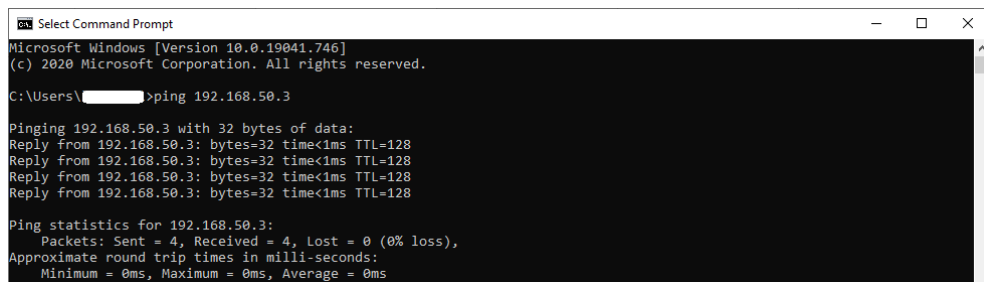 Select Command Prompt
Microsoft Windows [Version 10.0.19041.746]
(c) 2020 Microsoft Corporation. All rights reserved.
C:\Users\ >ping 192.168.50.3
Pinging 192.168.50.3 with 32 bytes of data:
Reply from 192.168.50.3: bytes=32 time<1ms TTL=128
Reply from 192.168.50.3: bytes=32 time<1ms TTL=128
Reply from 192.168.50.3: bytes=32 time<1ms TTL=128
Reply from 192.168.50.3: bytes=32 time<1ms TTL=128
Ping statistics for 192.168.50.3:
    Packets: Sent = 4, Received = 4, Lost = 0 (0% loss),
Approximate round trip times in milli-seconds:
    Minimum = 0ms, Maximum = 0ms, Average = 0ms